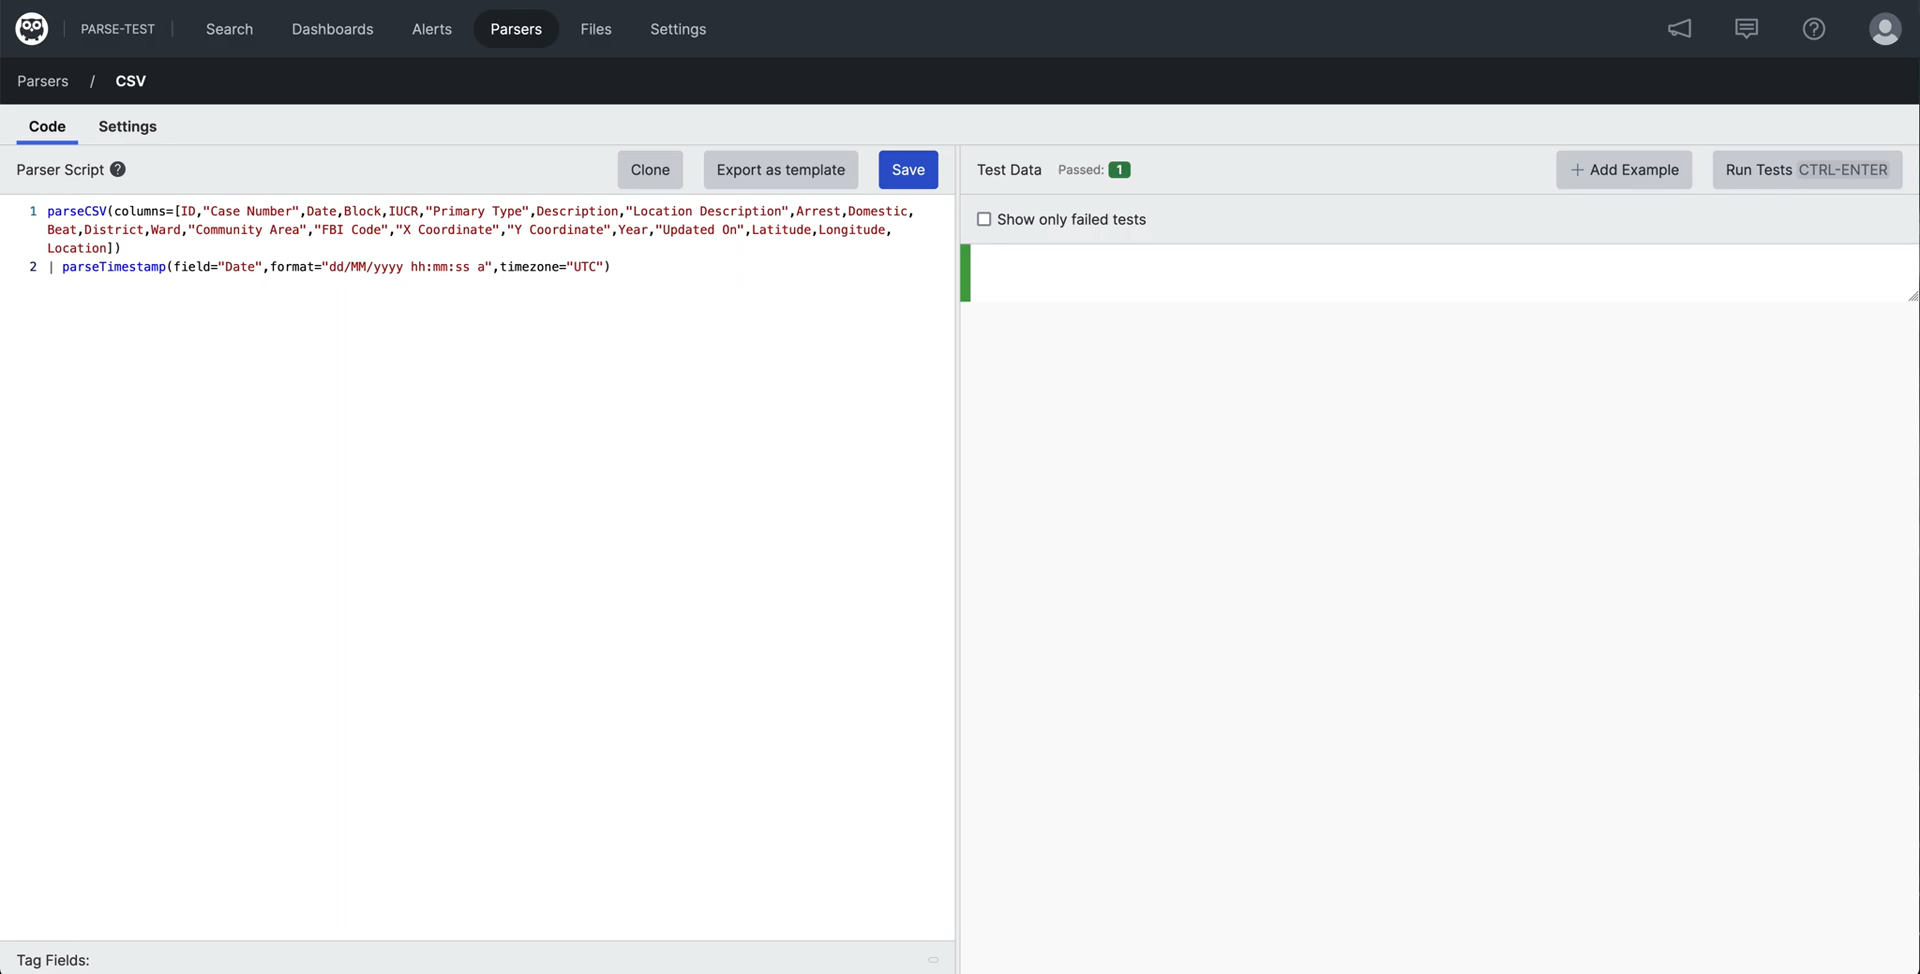 PARSE-TEST Search Dashboards Alerts Parsers Files Settings
Parsers / CSV
Code Settings
Parser Script ? Clone Export as template Save
1 parseCSV(columns=[ID,"Case Number",Date,Block,IUCR,"Primary Type",Description,"Location Description",Arrest,Domestic,
Beat,District,Ward,"Community Area","FBI Code","X Coordinate","Y Coordinate",Year,"Updated On",Latitude,Longitude,
Location])
2 | parseTimestamp(field="Date",format="dd/MM/yyyy hh:mm:ss a",timezone="UTC")
Tag Fields:
Test Data Passed: 1 + Add Example Run Tests CTRL-ENTER
Show only failed tests